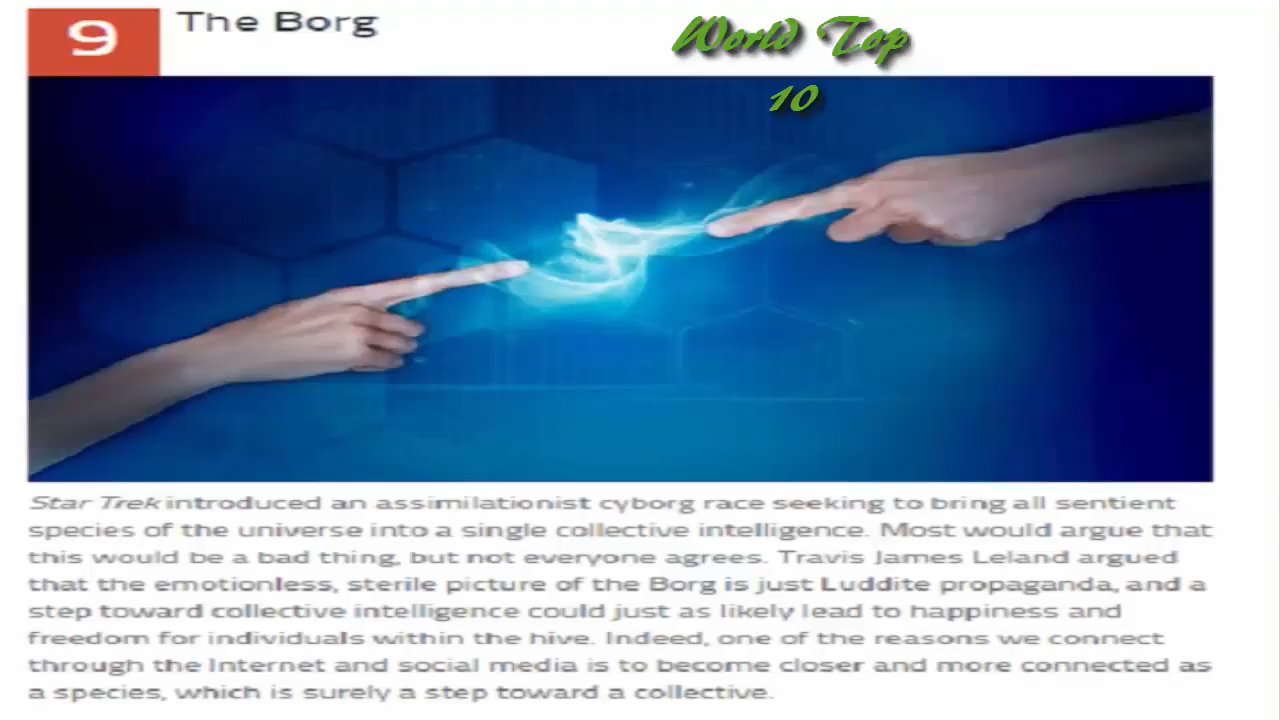 9
The Borg
World Top
10
Star Trek introduced an assimilationist cyborg race seeking to bring all sentient
species of the universe into a single collective intelligence. Most would argue that
this would be a bad thing, but not everyone agrees. Travis James Leland argued
that the emotionless, sterile picture of the Borg is just Luddite propaganda, and a
step toward collective intelligence could just as likely lead to happiness and
freedom for individuals within the hive. Indeed, one of the reasons we connect
through the Internet and social media is to become closer and more connected as
a species, which is surely a step toward a collective.